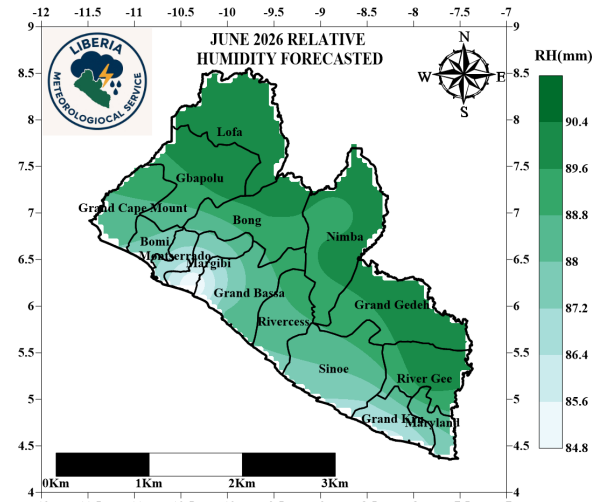 -12 -11.5 -11 -10.5 -10 -9.5 -9 -8.5 -8 -7.5 -7
JUNE 2026 RELATIVE
HUMIDITY FORECASTED
LIBERIA
METEOROLOGIOCAL SERVICE
N
W E
S
RH(mm)
9
8.5
8
7.5
7
6.5
6
5.5
5
4.5
4
Lofa
Gbapolu
Grand Cape Mount
Bong
Nimba
Bomi
Montserrado
Margibi
Grand Bassa
Grand Gedeh
Rivercess
Sinoe
River Gee
Grand Kru
Maryland
90.4
89.6
88.8
88
87.2
86.4
85.6
84.8
0Km 1Km 2Km 3Km